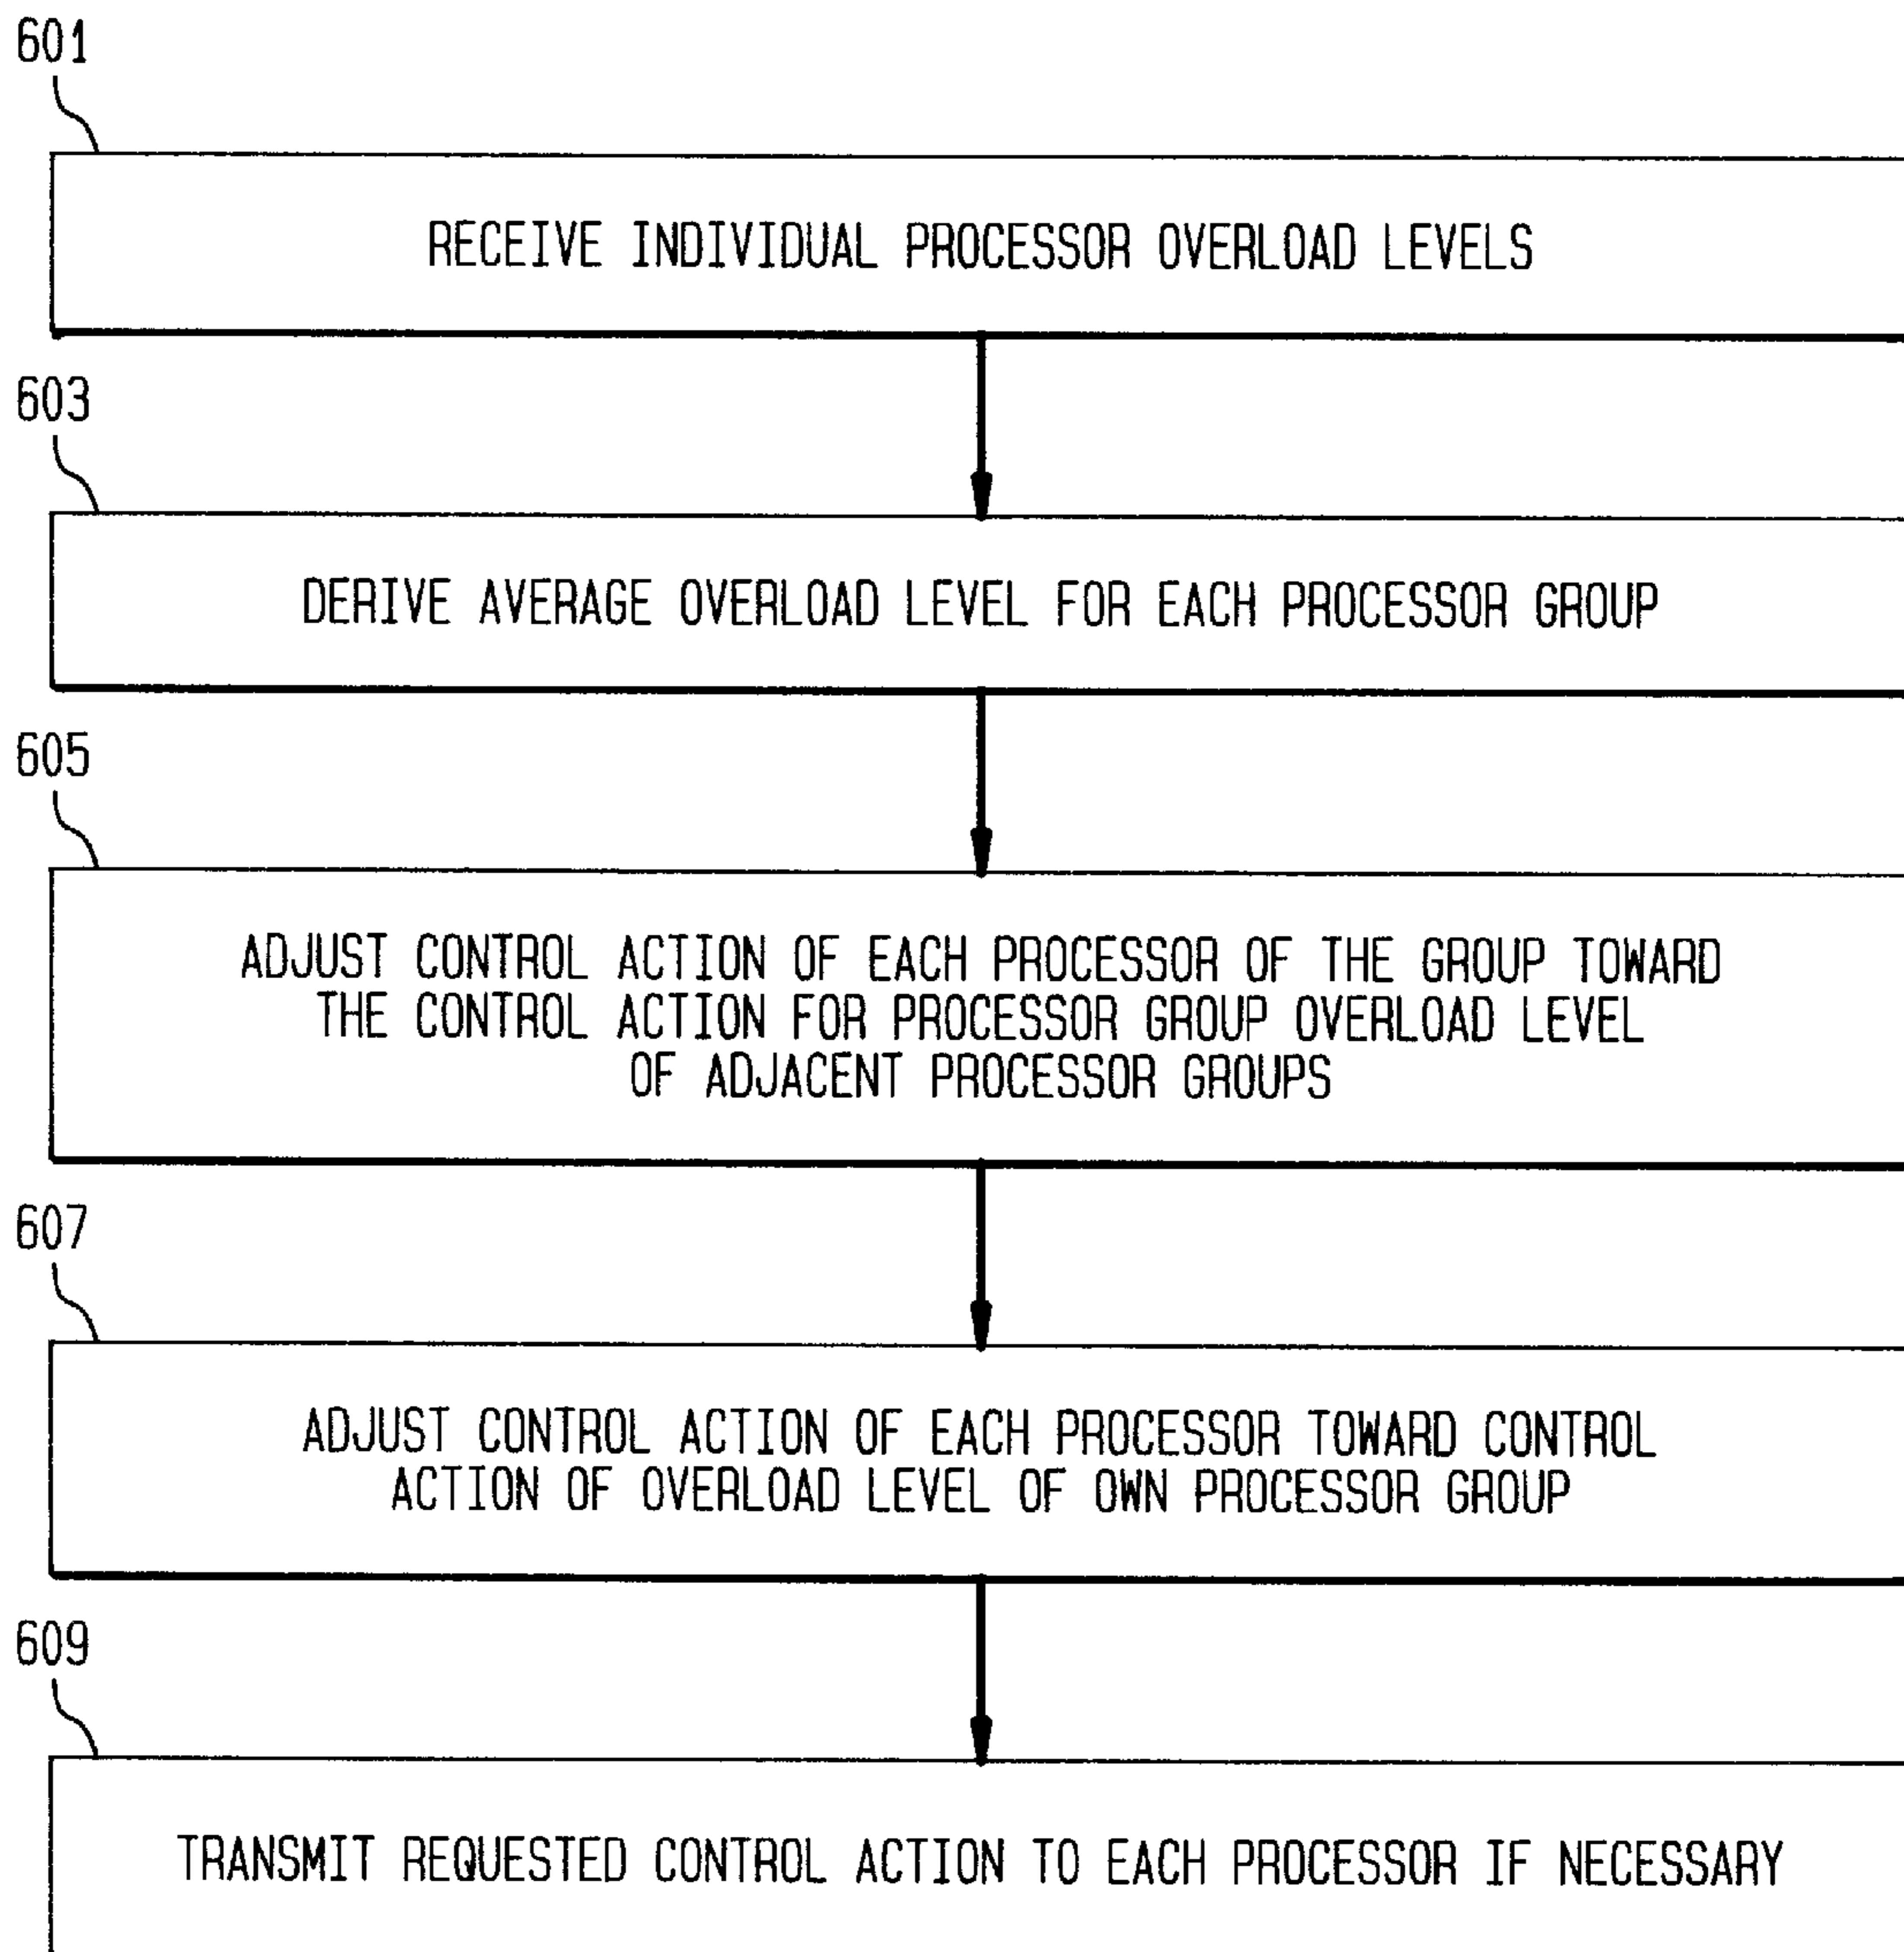 601
RECEIVE INDIVIDUAL PROCESSOR OVERLOAD LEVELS
603
DERIVE AVERAGE OVERLOAD LEVEL FOR EACH PROCESSOR GROUP
605
ADJUST CONTROL ACTION OF EACH PROCESSOR OF THE GROUP TOWARD
THE CONTROL ACTION FOR PROCESSOR GROUP OVERLOAD LEVEL
OF ADJACENT PROCESSOR GROUPS
607
ADJUST CONTROL ACTION OF EACH PROCESSOR TOWARD CONTROL
ACTION OF OVERLOAD LEVEL OF OWN PROCESSOR GROUP
609
TRANSMIT REQUESTED CONTROL ACTION TO EACH PROCESSOR IF NECESSARY